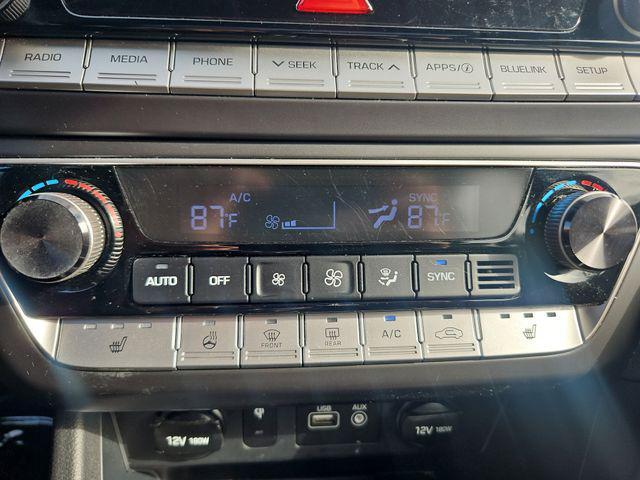 RADIO MEDIA PHONE SEEK TRACK APPS/i BLUELINK SETUP
A/C SYNC
87°F 87°F
AUTO OFF SYNC
FRONT REAR A/C
USB AUX
12V 180W 12V 180W